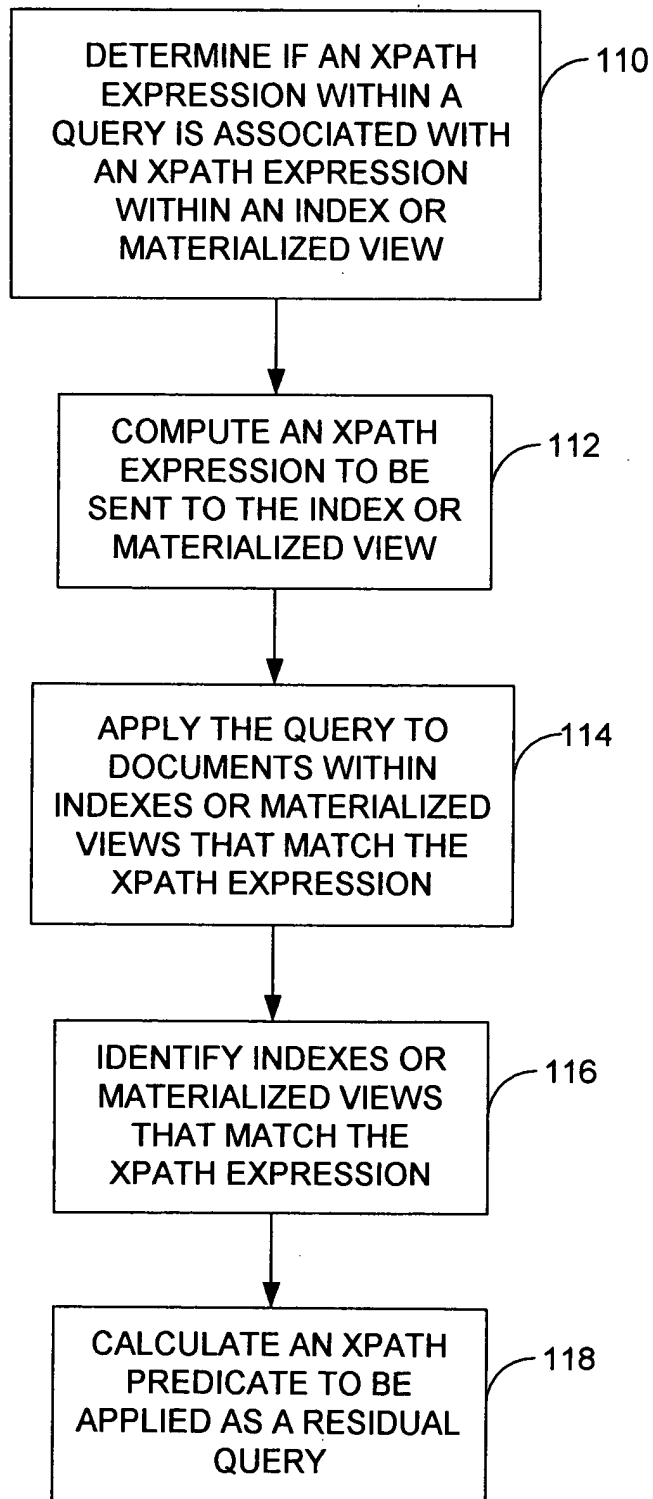 DETERMINE IF AN XPATH
EXPRESSION WITHIN A
QUERY IS ASSOCIATED WITH
AN XPATH EXPRESSION
WITHIN AN INDEX OR
MATERIALIZED VIEW
110
COMPUTE AN XPATH
EXPRESSION TO BE
SENT TO THE INDEX OR
MATERIALIZED VIEW
112
APPLY THE QUERY TO
DOCUMENTS WITHIN
INDEXES OR MATERIALIZED
VIEWS THAT MATCH THE
XPATH EXPRESSION
114
IDENTIFY INDEXES OR
MATERIALIZED VIEWS
THAT MATCH THE
XPATH EXPRESSION
116
CALCULATE AN XPATH
PREDICATE TO BE
APPLIED AS A RESIDUAL
QUERY
118